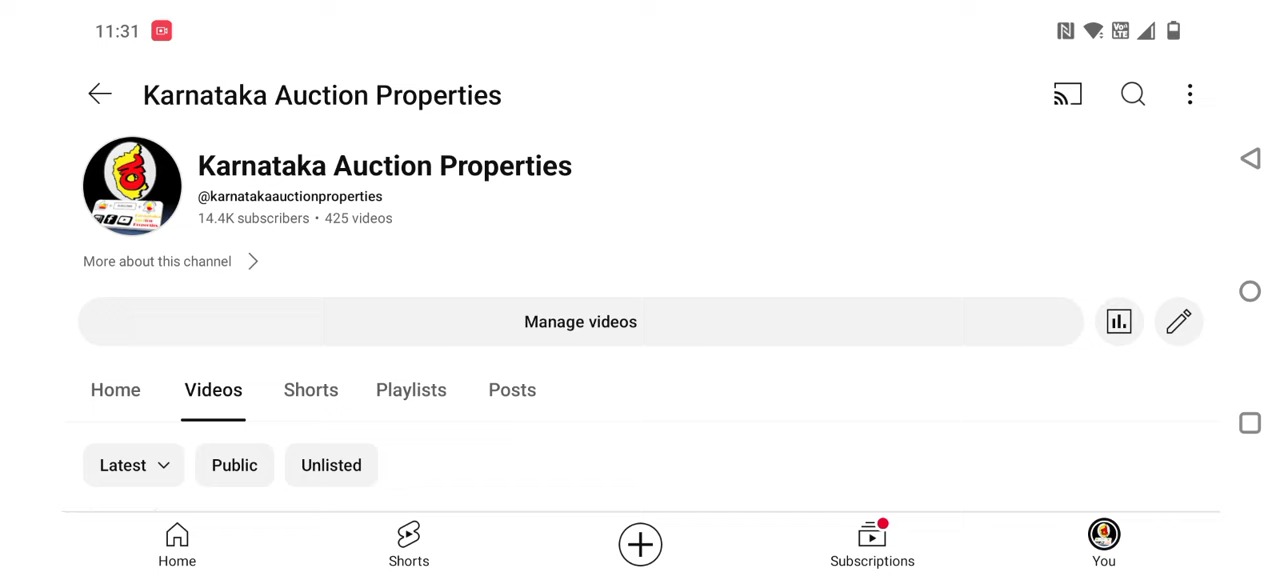 11:31
Karnataka Auction Properties
Karnataka Auction Properties
@karnatakaauctionproperties
14.4K subscribers • 425 videos
More about this channel
Manage videos
Home Videos Shorts Playlists Posts
Latest Public Unlisted
Home Shorts Subscriptions You